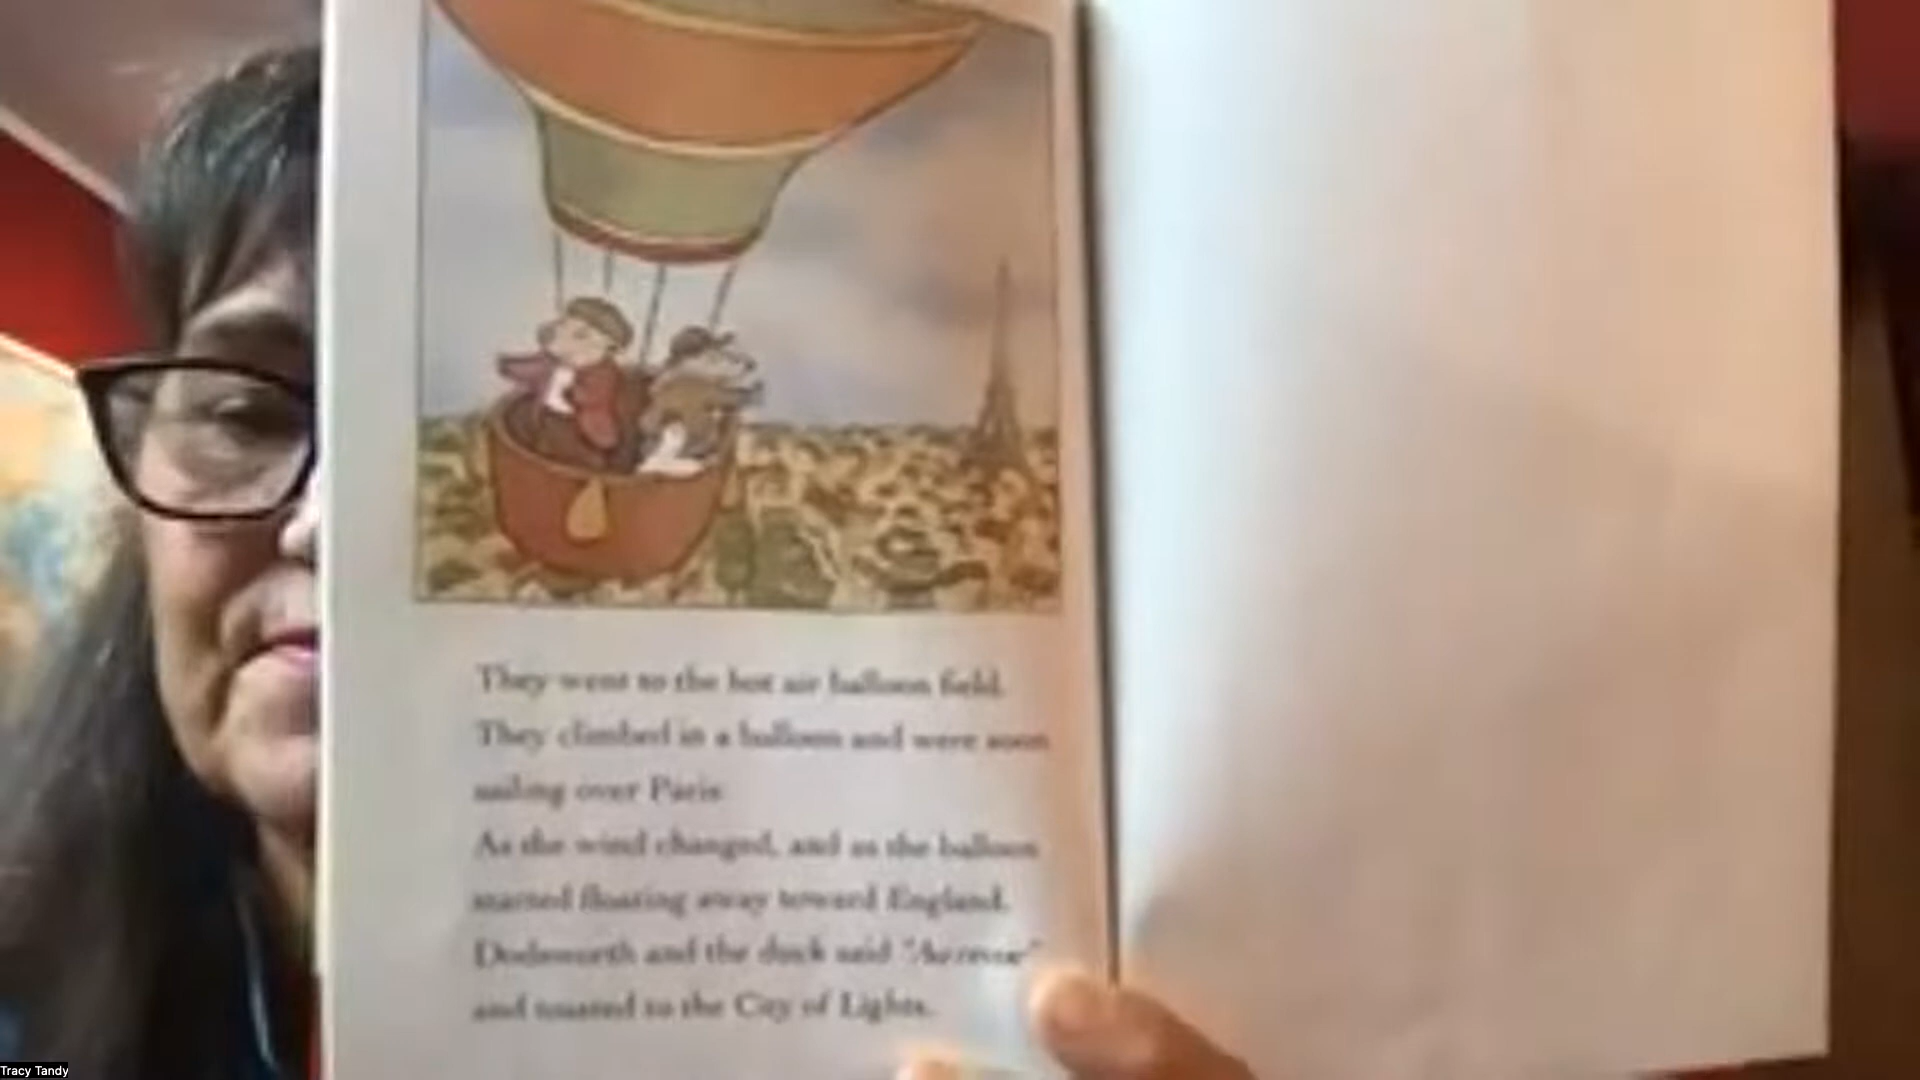 They went to the hot air balloon field.
They climbed in a balloon and were soon
sailing over Paris.
As the wind changed, and as the balloon
started floating away toward England,
Dodsworth and the duck said "Au revoir"
and toasted to the City of Lights.
Tracy Tandy